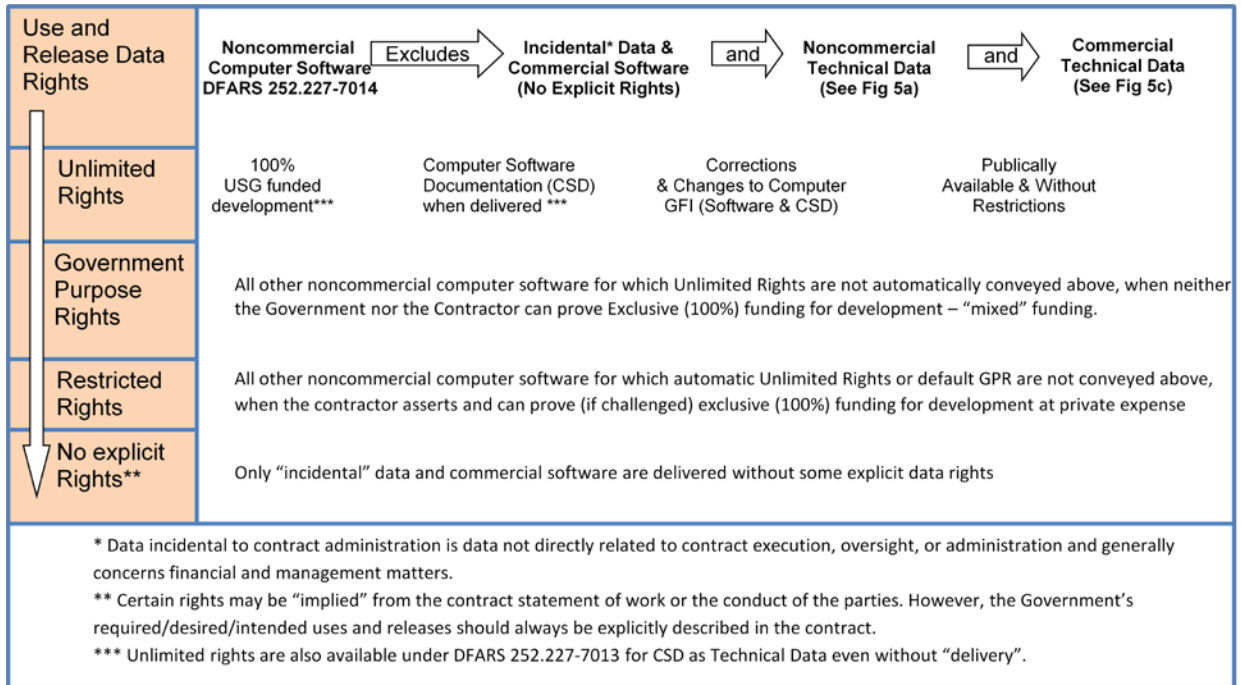 Use and
Release Data
Rights
Noncommercial
Computer Software
DFARS 252.227-7014
Excludes
Incidental* Data &
Commercial Software
(No Explicit Rights)
and
Noncommercial
Technical Data
(See Fig 5a)
and
Commercial
Technical Data
(See Fig 5c)
Unlimited
Rights
100%
USG funded
development***
Computer Software
Documentation (CSD)
when delivered ***
Corrections
& Changes to Computer
GFI (Software & CSD)
Publically
Available & Without
Restrictions
Government
Purpose
Rights
All other noncommercial computer software for which Unlimited Rights are not automatically conveyed above, when neither
the Government nor the Contractor can prove Exclusive (100%) funding for development – “mixed” funding.
Restricted
Rights
All other noncommercial computer software for which automatic Unlimited Rights or default GPR are not conveyed above,
when the contractor asserts and can prove (if challenged) exclusive (100%) funding for development at private expense
No explicit
Rights**
Only “incidental” data and commercial software are delivered without some explicit data rights
* Data incidental to contract administration is data not directly related to contract execution, oversight, or administration and generally
concerns financial and management matters.
** Certain rights may be “implied” from the contract statement of work or the conduct of the parties. However, the Government’s
required/desired/intended uses and releases should always be explicitly described in the contract.
*** Unlimited rights are also available under DFARS 252.227-7013 for CSD as Technical Data even without “delivery”.